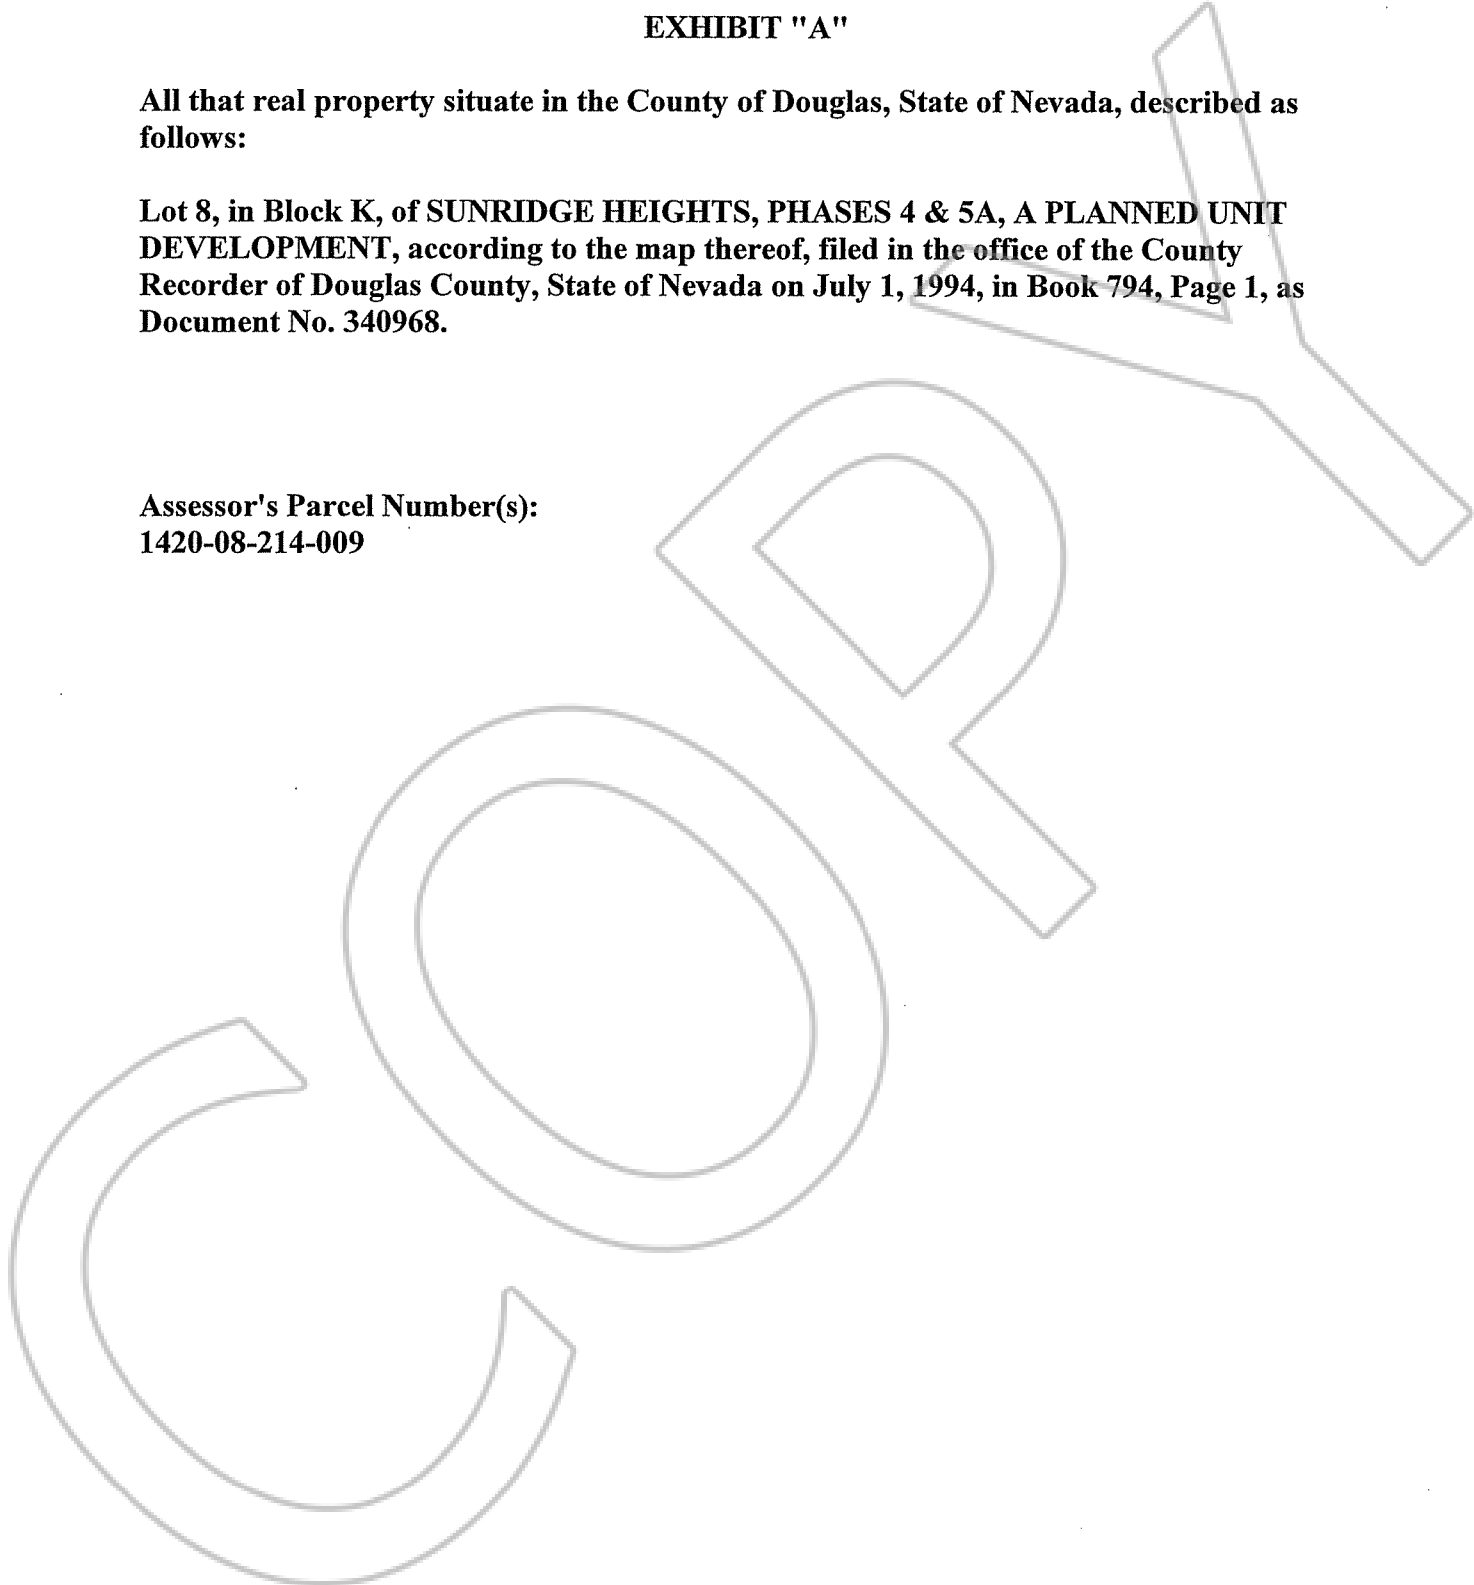 EXHIBIT "A"
All that real property situate in the County of Douglas, State of Nevada, described as
follows:
Lot 8, in Block K, of SUNRIDGE HEIGHTS, PHASES 4 & 5A, A PLANNED UNIT
DEVELOPMENT, according to the map thereof, filed in the office of the County
Recorder of Douglas County, State of Nevada on July 1, 1994, in Book 794, Page 1, as
Document No. 340968.
Assessor's Parcel Number(s):
1420-08-214-009
COPY